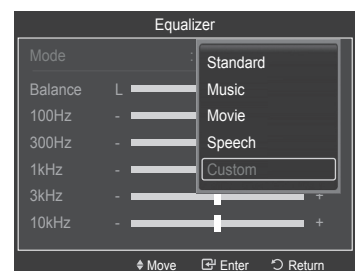 Equalizer
Mode :
Standard
Music
Movie
Speech
Custom
Balance L
100Hz -
300Hz -
1kHz -
3kHz - +
10kHz - +
Move Enter Return